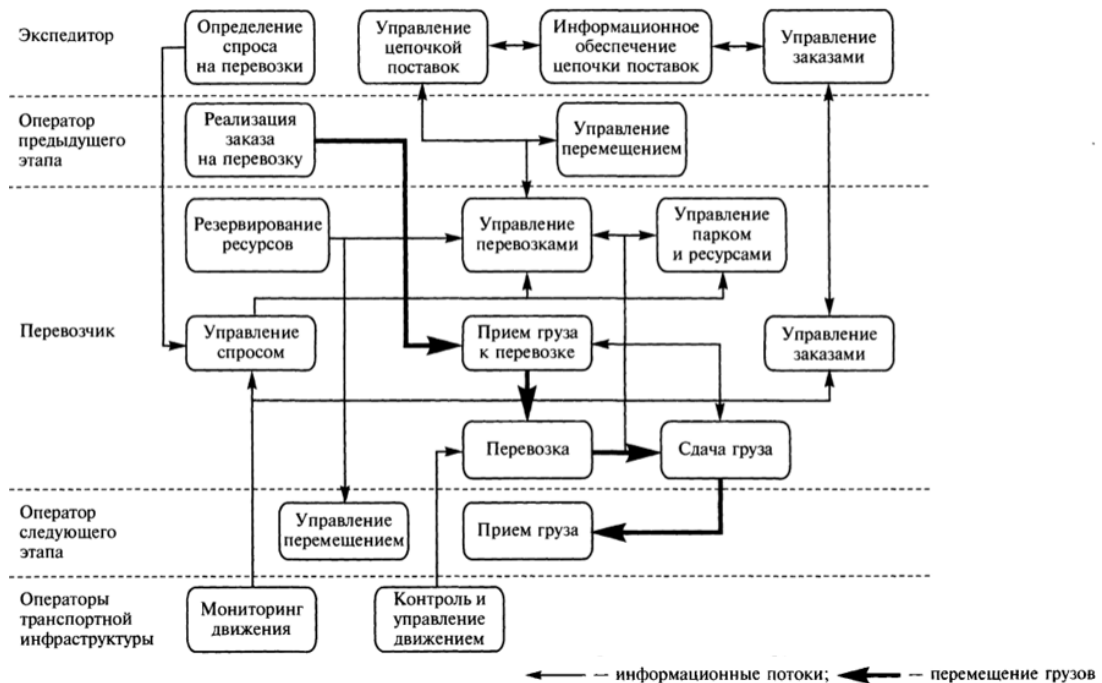 Экспедитор
Определение
спроса
на перевозки
Управление
цепочкой
поставок
Информационное
обеспечение
цепочки поставок
Управление
заказами
Оператор
предыдущего
этапа
Реализация
заказа
на перевозку
Управление
перемещением
Резервирование
ресурсов
Управление
перевозками
Управление
парком
и ресурсами
Перевозчик
Управление
спросом
Прием груза
к перевозке
Управление
заказами
Перевозка
Сдача груза
Оператор
следующего
этапа
Управление
перемещением
Прием груза
Операторы
транспортной
инфраструктуры
Мониторинг
движения
Контроль и
управление
движением
– информационные потоки; – перемещение грузов